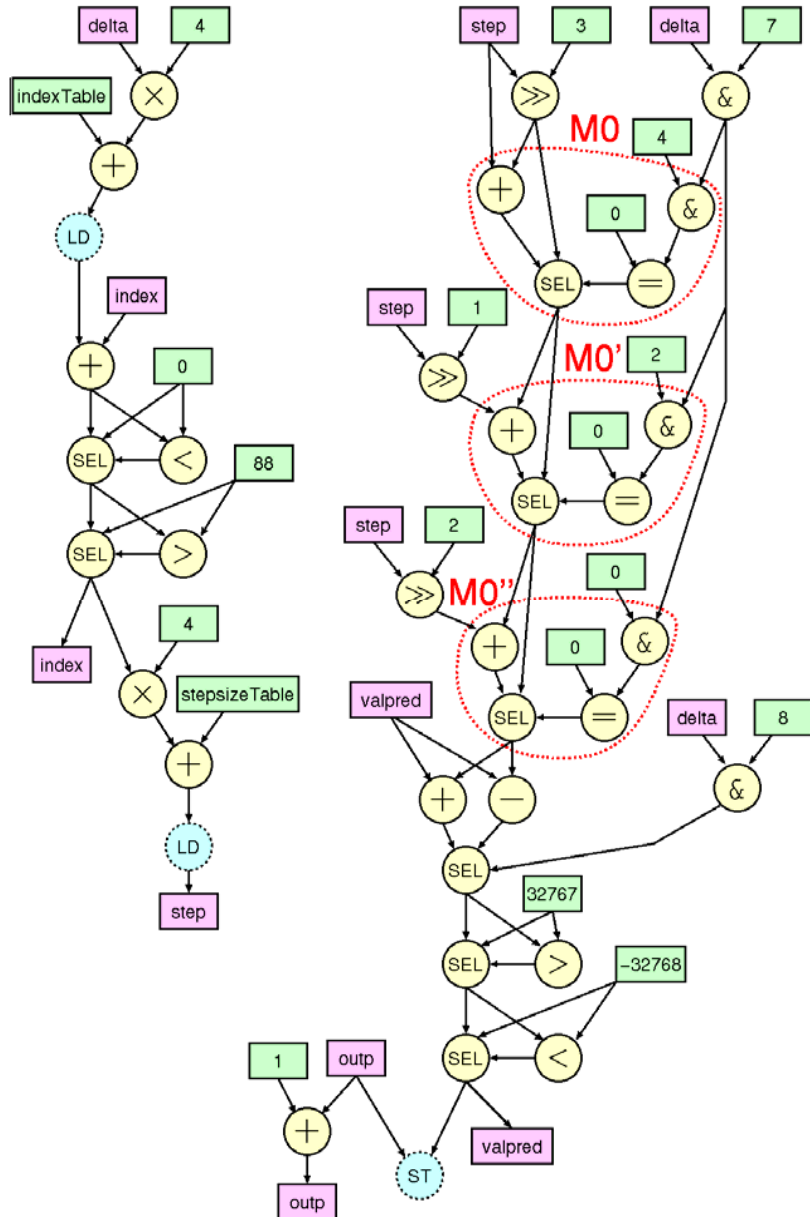 delta
4
step
3
delta
7
×
≫
&
indexTable
M0
4
+
+
&
0
LD
SEL
=
index
step
1
M0'
2
+
0
≫
+
0
&
SEL
<
88
SEL
=
SEL
>
step
2
0
M0''
≫
+
&
index
4
0
×
stepsizeTable
valpred
SEL
=
delta
8
+
+
−
&
LD
SEL
step
32767
SEL
>
−32768
1
outp
SEL
<
+
valpred
ST
outp